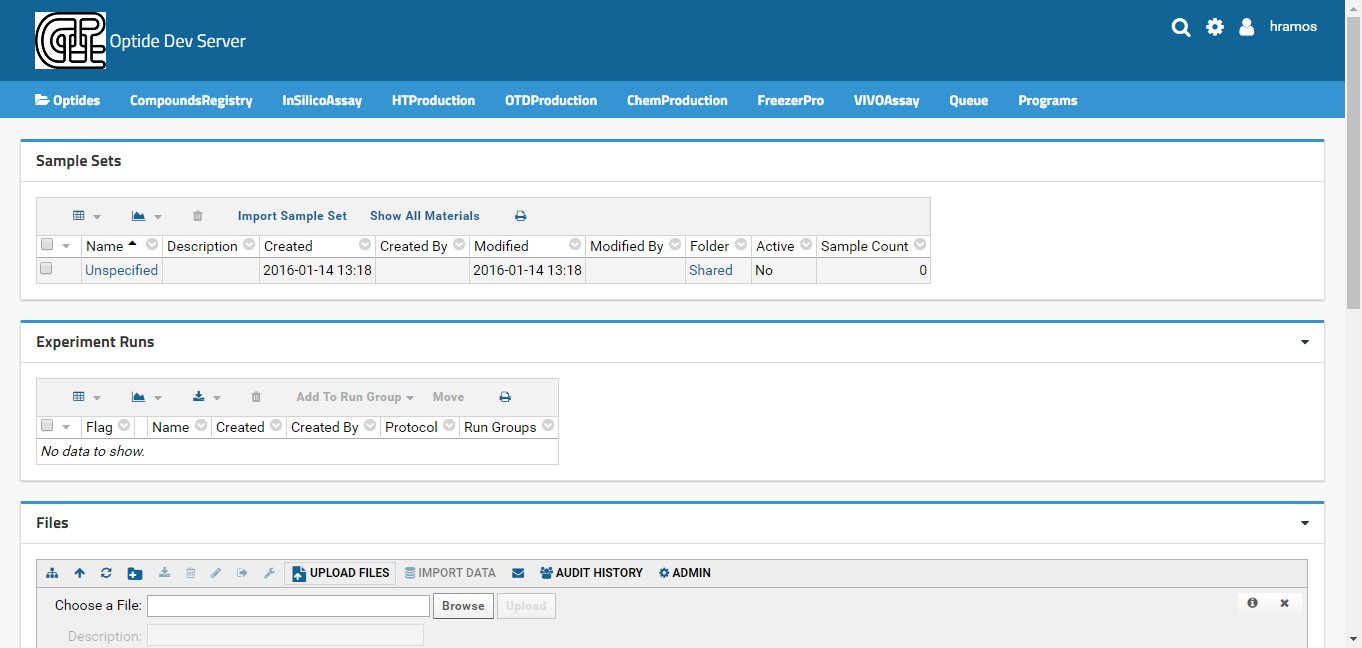 Optide Dev Server
hramos
Optides CompoundsRegistry InSilicoAssay HTProduction OTDProduction ChemProduction FreezerPro VIVOAssay Queue Programs
Sample Sets
Import Sample Set Show All Materials
Name Description Created Created By Modified Modified By Folder Active Sample Count
Unspecified 2016-01-14 13:18 2016-01-14 13:18 Shared No 0
Experiment Runs
Add To Run Group Move
Flag Name Created Created By Protocol Run Groups
No data to show.
Files
UPLOAD FILES IMPORT DATA AUDIT HISTORY ADMIN
Choose a File: Browse Upload
Description: